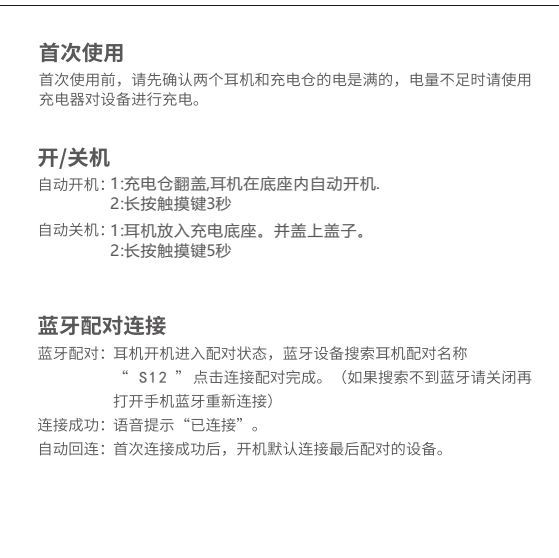 首次使用
首次使用前，请先确认两个耳机和充电仓的电是满的，电量不足时请使用
充电器对设备进行充电。
开/关机
自动开机：1:充电仓翻盖,耳机在底座内自动开机.
2:长按触摸键3秒
自动关机：1:耳机放入充电底座。并盖上盖子。
2:长按触摸键5秒
蓝牙配对连接
蓝牙配对：耳机开机进入配对状态，蓝牙设备搜索耳机配对名称
“ S12 ” 点击连接配对完成。（如果搜索不到蓝牙请关闭再
打开手机蓝牙重新连接）
连接成功：语音提示“已连接”。
自动回连：首次连接成功后，开机默认连接最后配对的设备。